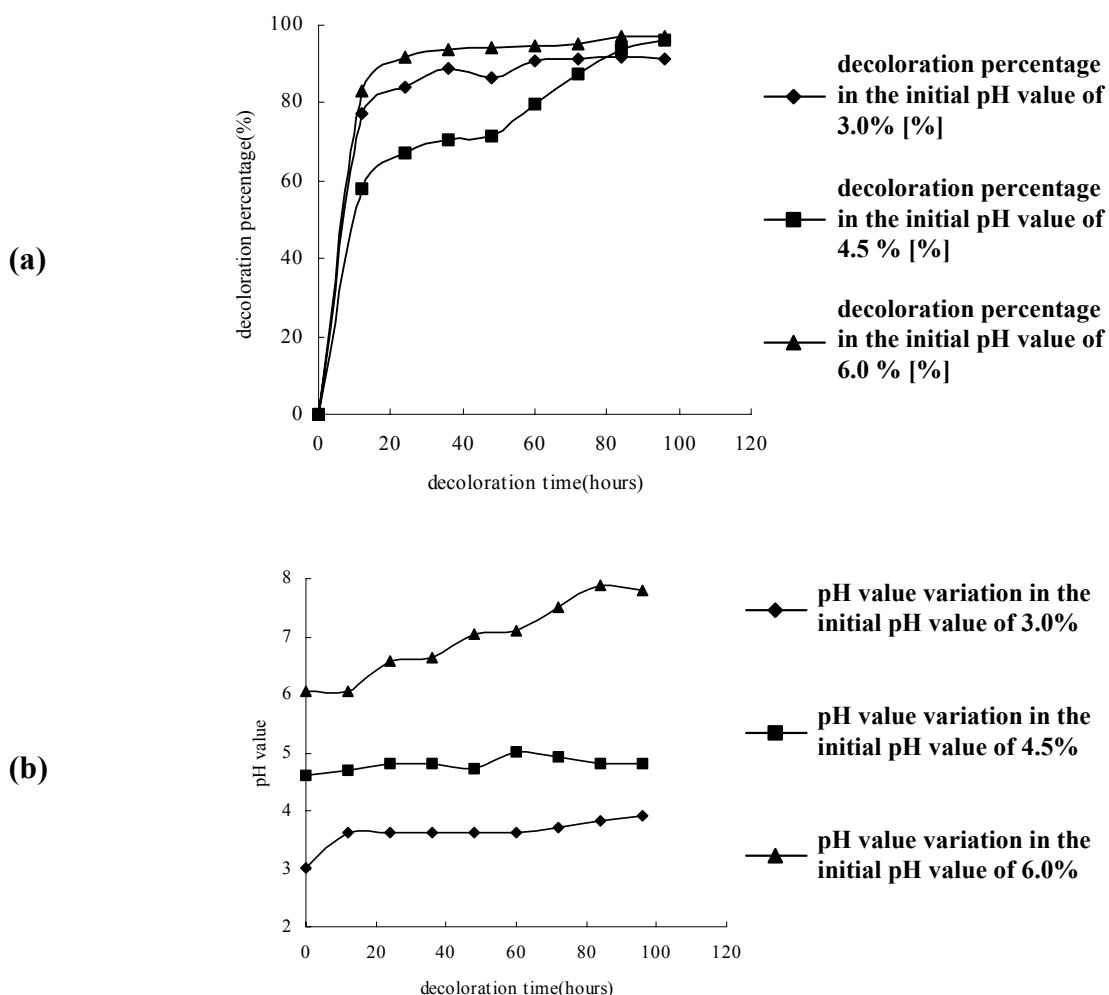 100
80
60
40
20
0
decoloration percentage(%)
0 20 40 60 80 100 120
decoloration time(hours)
decoloration percentage
in the initial pH value of
3.0% [%]
decoloration percentage
in the initial pH value of
4.5 % [%]
decoloration percentage
in the initial pH value of
6.0 % [%]
(a)
8
7
6
5
4
3
2
pH value
0 20 40 60 80 100 120
decoloration time(hours)
pH value variation in the
initial pH value of 3.0%
pH value variation in the
initial pH value of 4.5%
pH value variation in the
initial pH value of 6.0%
(b)